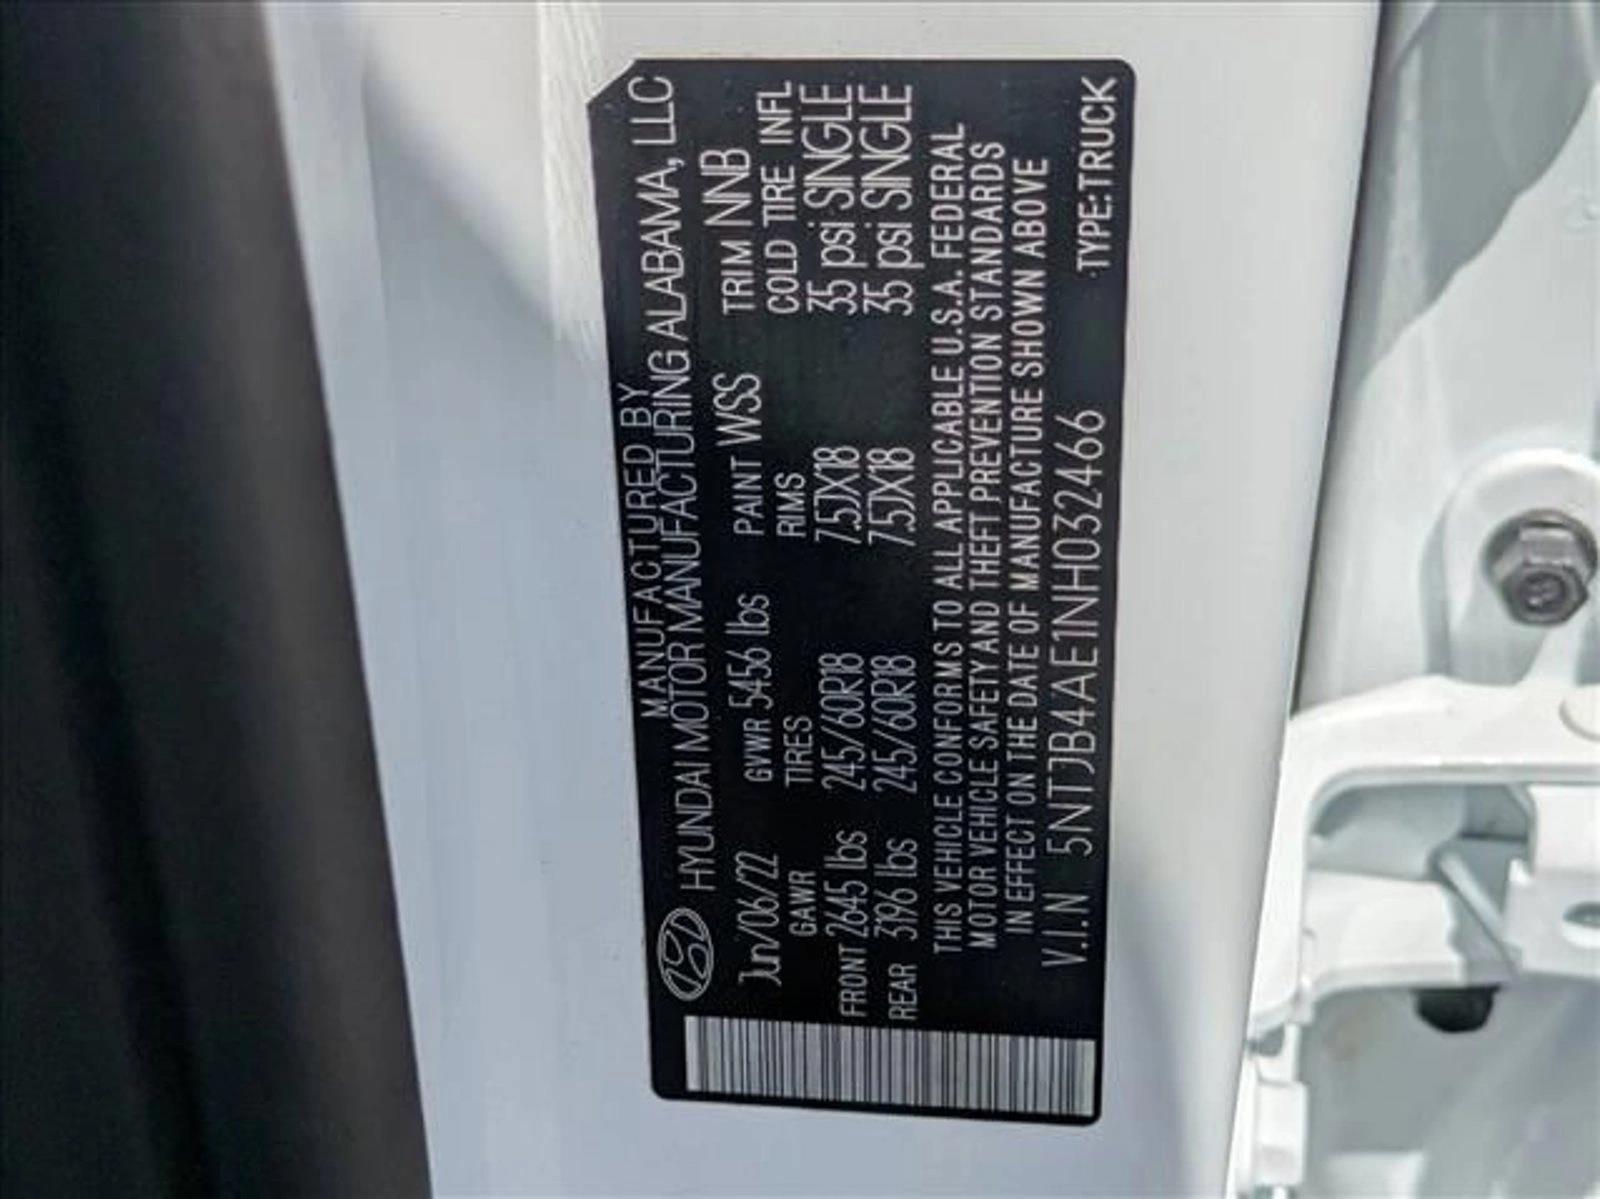 MANUFACTURED BY
HYUNDAI MOTOR MANUFACTURING ALABAMA, LLC
Jun/06/22 GVWR 5456 lbs PAINT WSS TRIM NNB
GAWR TIRES RIMS COLD TIRE INFL
FRONT 2645 lbs 245/60R18 7.5JX18 35 psi SINGLE
REAR 3196 lbs 245/60R18 7.5JX18 35 psi SINGLE
THIS VEHICLE CONFORMS TO ALL APPLICABLE U.S.A. FEDERAL
MOTOR VEHICLE SAFETY AND THEFT PREVENTION STANDARDS
IN EFFECT ON THE DATE OF MANUFACTURE SHOWN ABOVE
V.I.N 5NTJB4AE1NH032466 TYPE:TRUCK